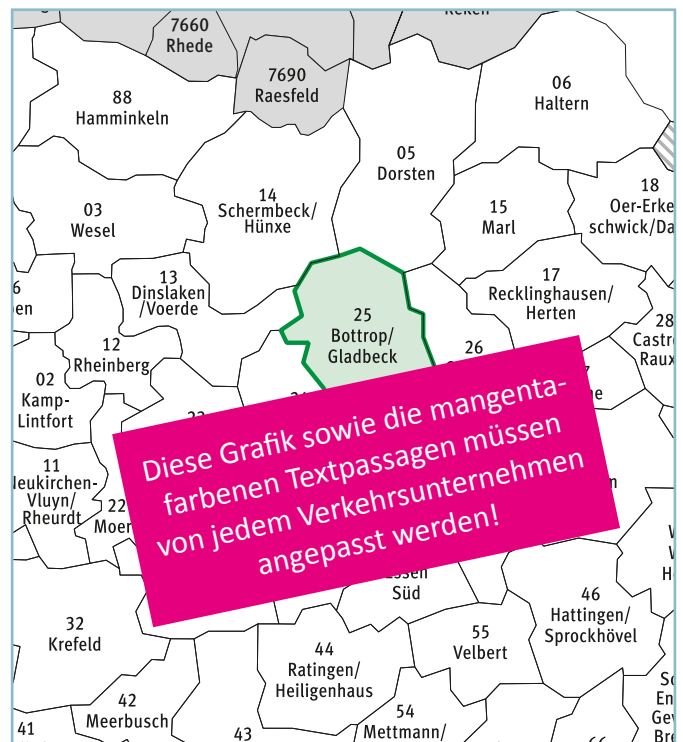 7660
Rhede
7690
Raesfeld
88
Hamminkeln
06
Haltern
05
Dorsten
14
Schermbeck/
Hünxe
03
Wesel
15
Marl
18
Oer-Erke
schwick/Da
13
Dinslaken
/Voerde
17
Recklinghausen/
Herten
25
Bottrop/
Gladbeck
26
28
Castro
Raux
12
Rheinberg
02
Kamp-
Lintfort
11
Neukirchen-
Vluyn/
Rheurdt
22
Moer
Diese Grafik sowie die mangenta-
farbenen Textpassagen müssen
von jedem Verkehrsunternehmen
angepasst werden!
Essen
Süd
46
Hattingen/
Sprockhövel
32
Krefeld
44
Ratingen/
Heiligenhaus
55
Velbert
42
Meerbusch
41
43
54
Mettmann/
En
Ge
Bre